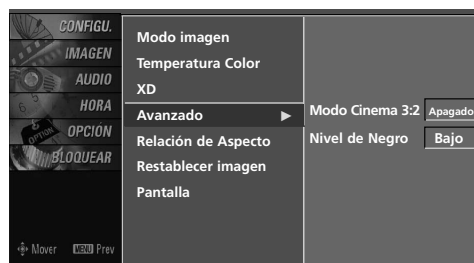 CONFIGU.
IMAGEN
AUDIO
HORA
OPCIÓN
BLOQUEAR
Mover MENU Prev
Modo imagen
Temperatura Color
XD
Avanzado ▶
Relación de Aspecto
Restablecer imagen
Pantalla
Modo Cinema 3:2 Apagado
Nivel de Negro Bajo